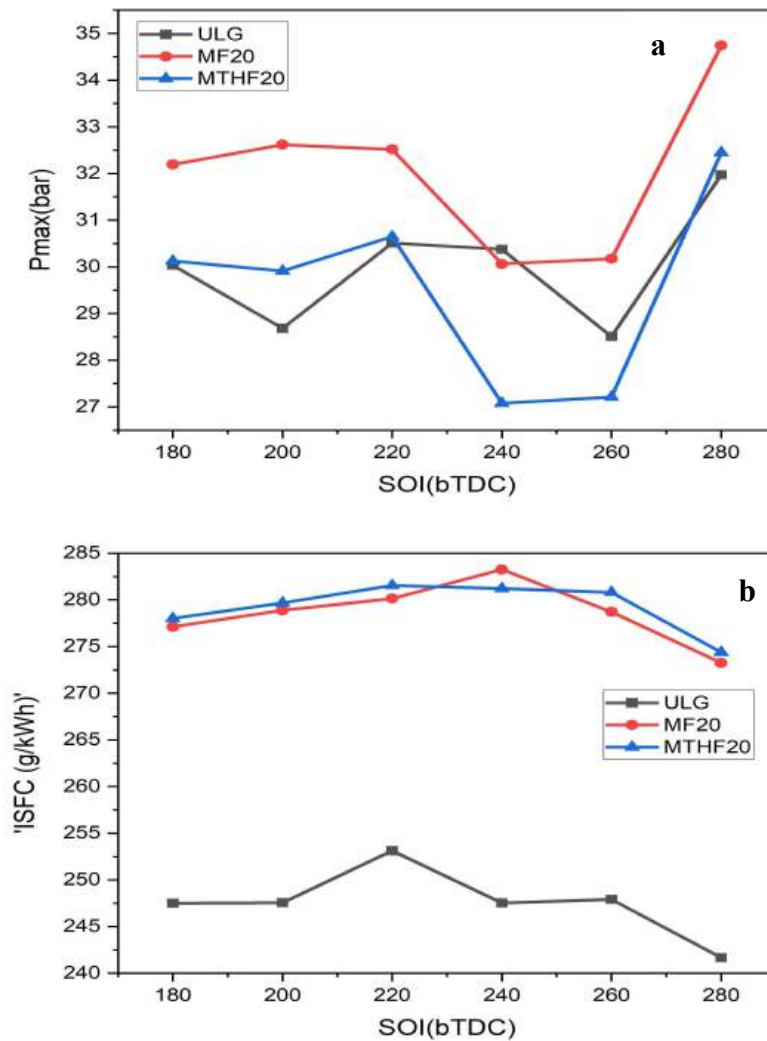 ULG
MF20
MTHF20
a
35
34
33
32
31
30
29
28
27
Pmax(bar)
180 200 220 240 260 280
SOI(bTDC)
285
280
275
270
265
260
255
250
245
240
b
ULG
MF20
MTHF20
'ISFC (g/kWh)'
180 200 220 240 260 280
SOI(bTDC)